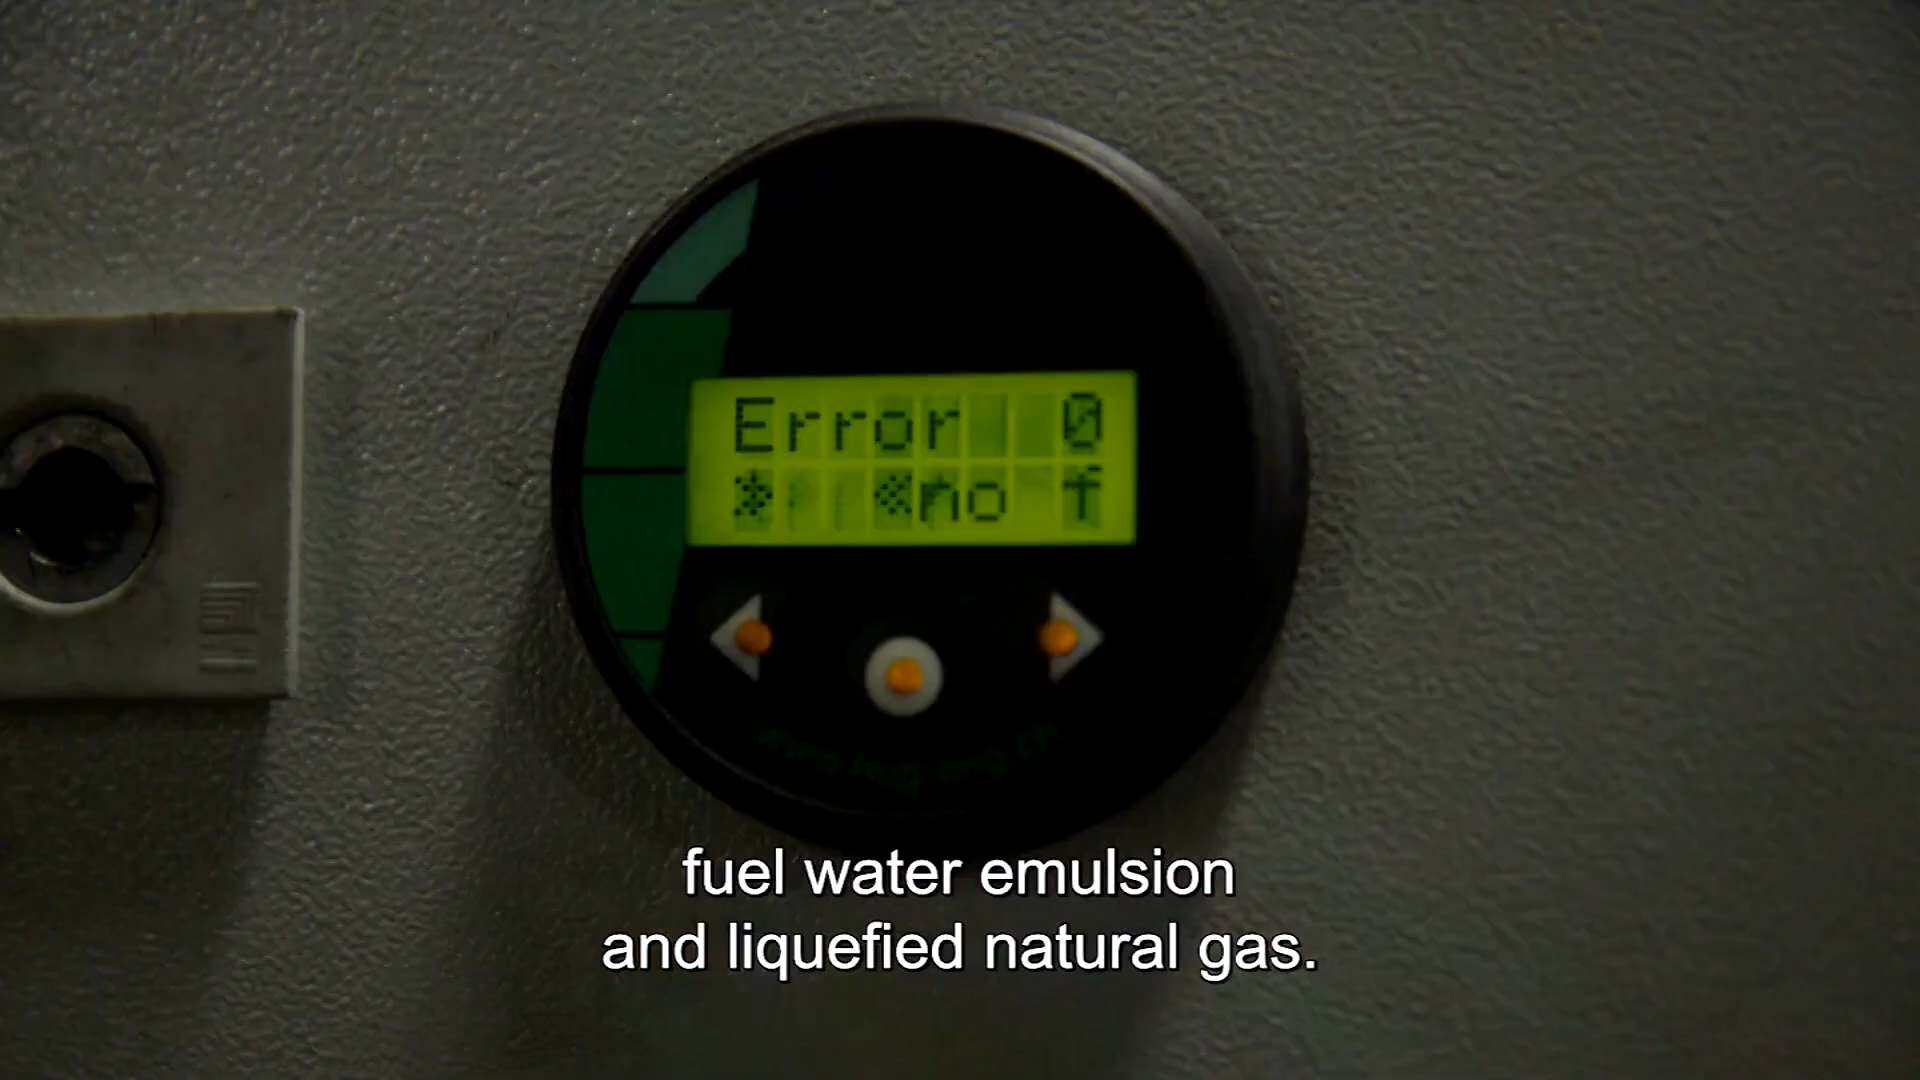 Error 0
no f
fuel water emulsion
and liquefied natural gas.